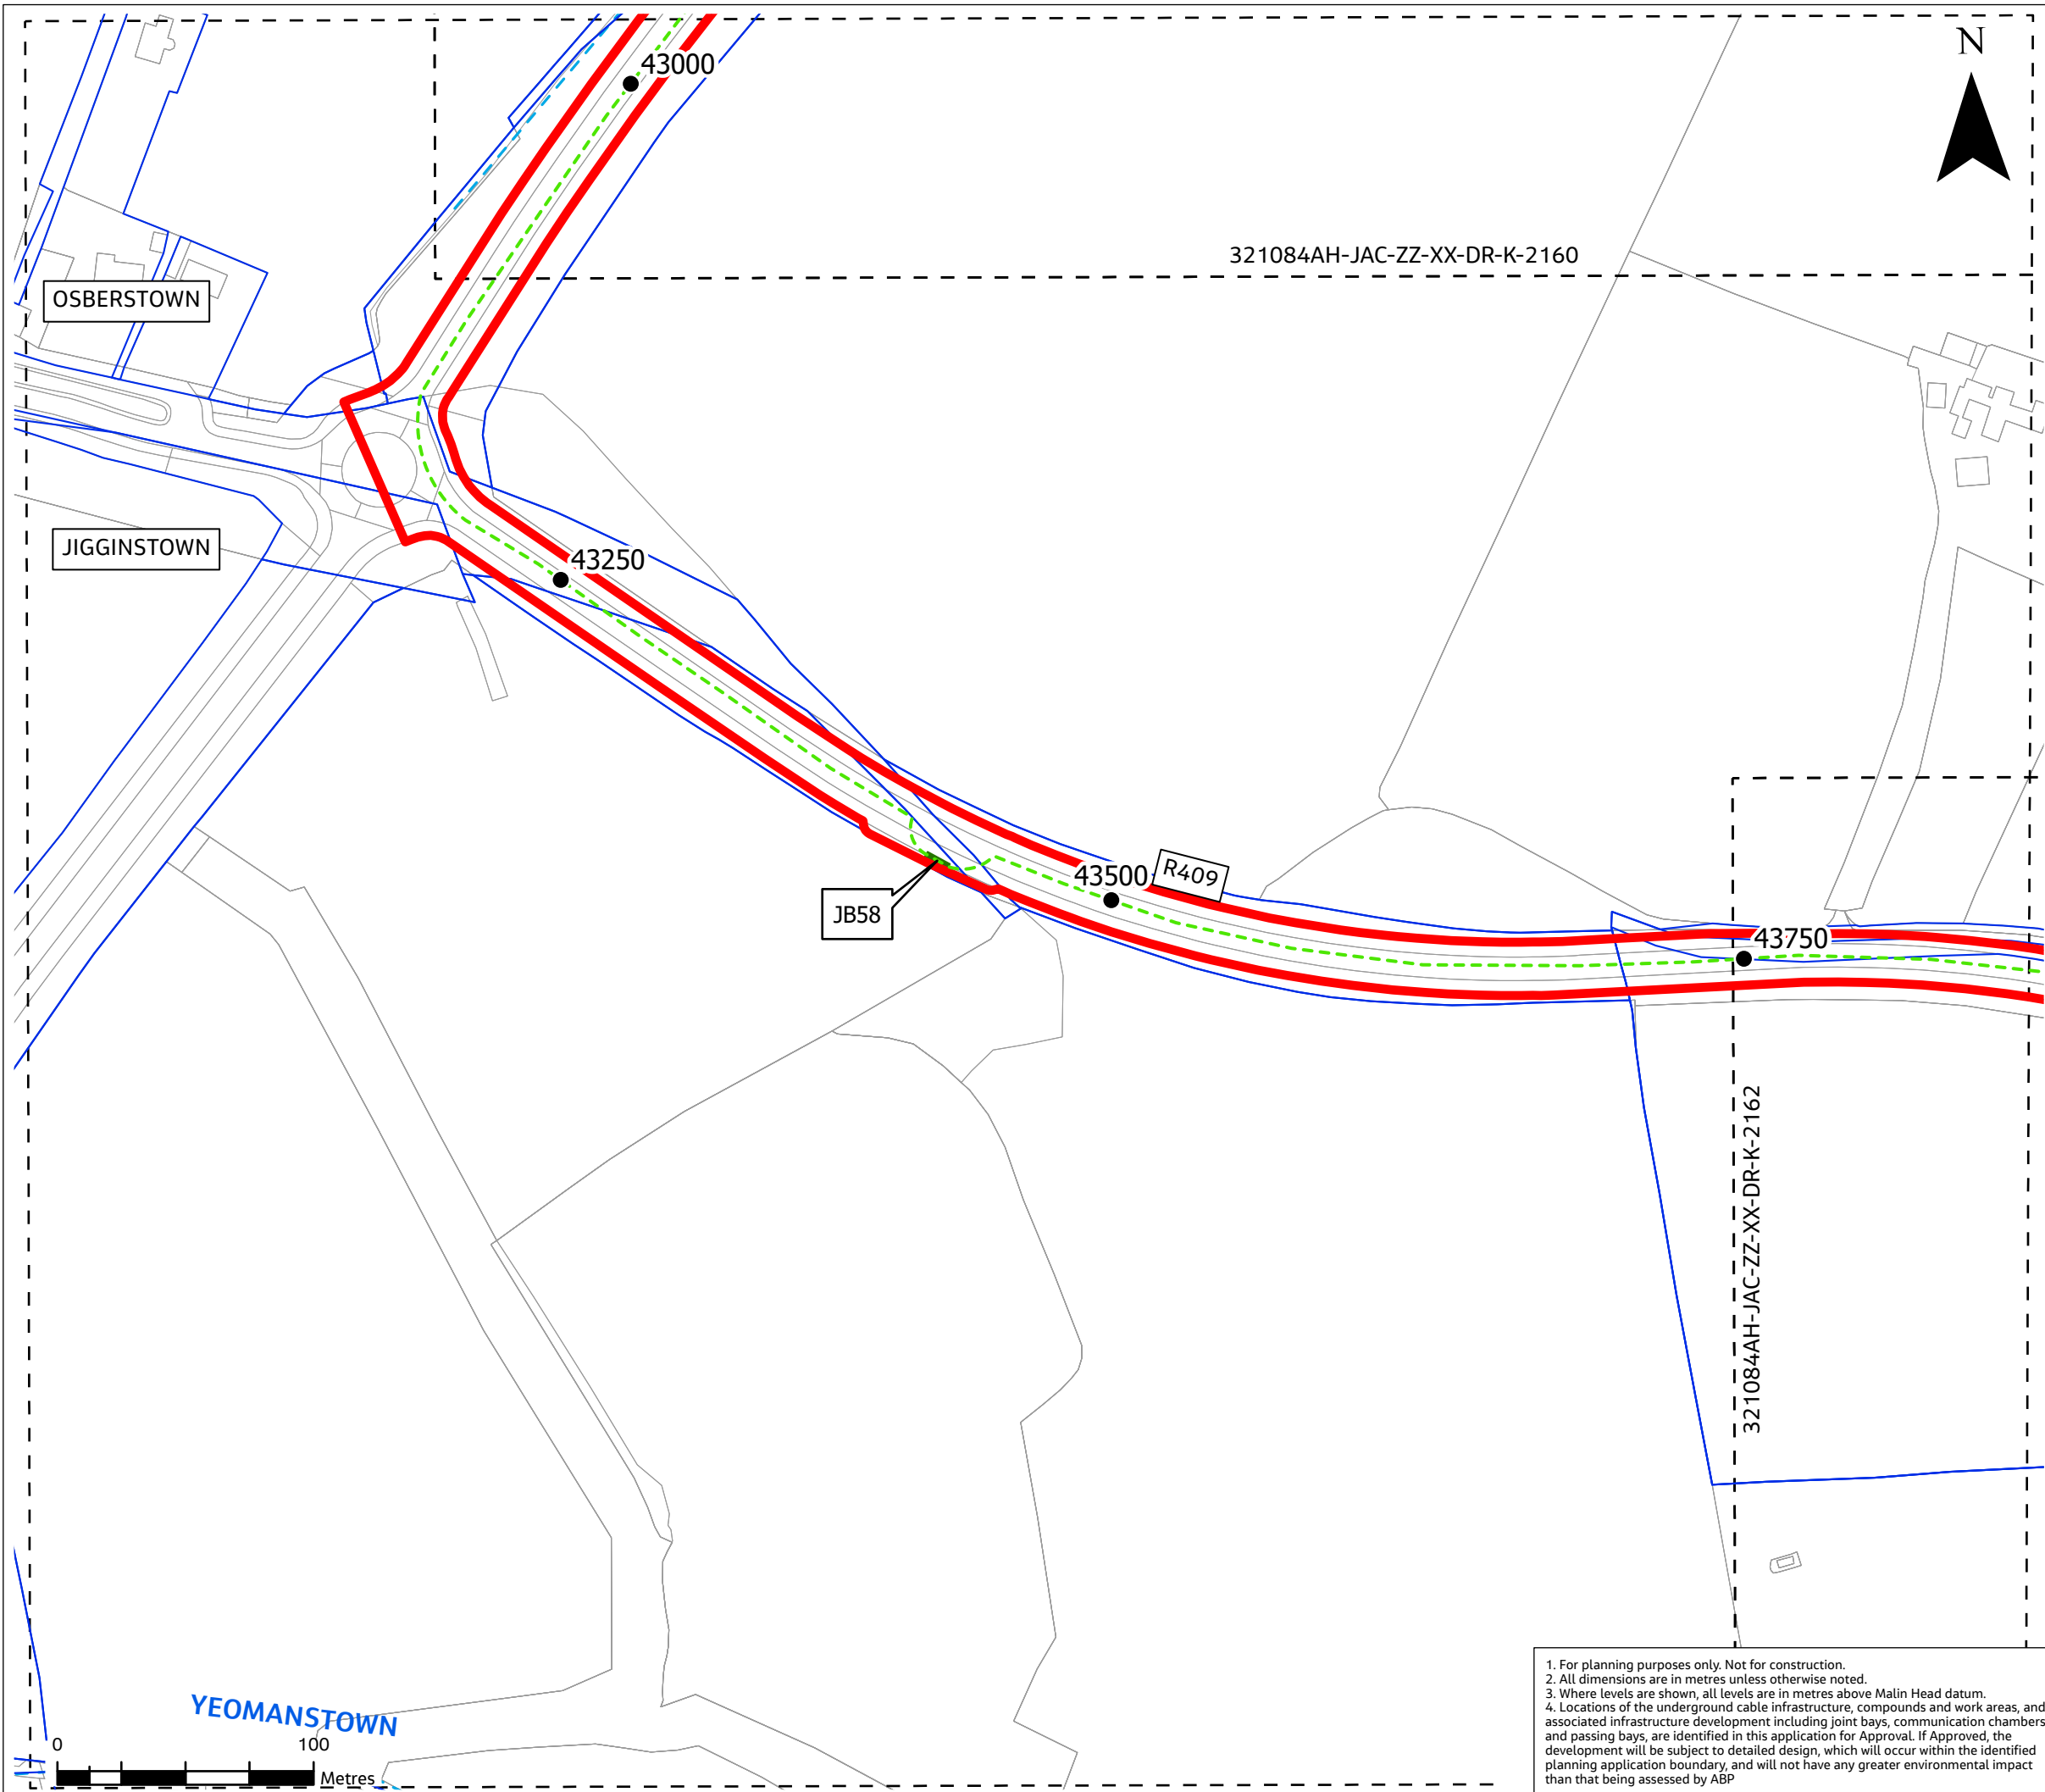 43000
N
321084AH-JAC-ZZ-XX-DR-K-2160
OSBERSTOWN
JIGGINSTOWN
43250
43500
R409
JB58
43750
321084AH-JAC-ZZ-XX-DR-K-2162
YEOMANSTOWN
0 100
Metres
1. For planning purposes only. Not for construction.
2. All dimensions are in metres unless otherwise noted.
3. Where levels are shown, all levels are in metres above Malin Head datum.
4. Locations of the underground cable infrastructure, compounds and work areas, and
associated infrastructure development including joint bays, communication chambers
and passing bays, are identified in this application for Approval. If Approved, the
development will be subject to detailed design, which will occur within the identified
planning application boundary, and will not have any greater environmental impact
than that being assessed by ABP